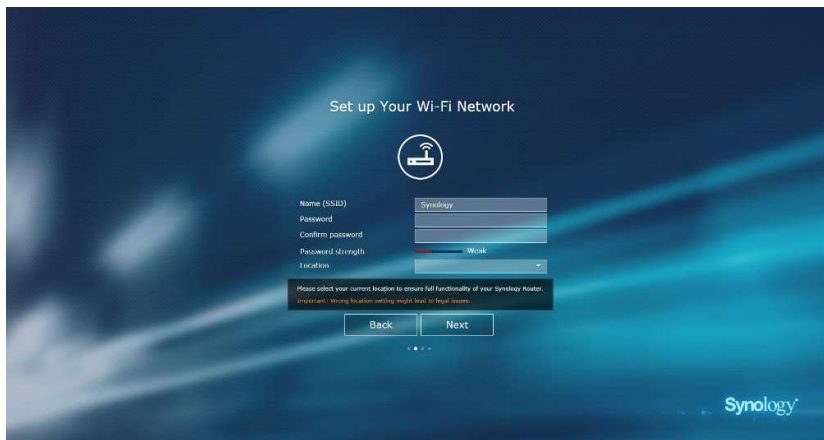 Set up Your Wi-Fi Network
Name (SSID) Synology
Password
Confirm password
Password strength Weak
Location
Please select your current location to ensure full functionality of your Synology Router.
Important: Wrong location setting might lead to legal issues.
Back Next
Synology